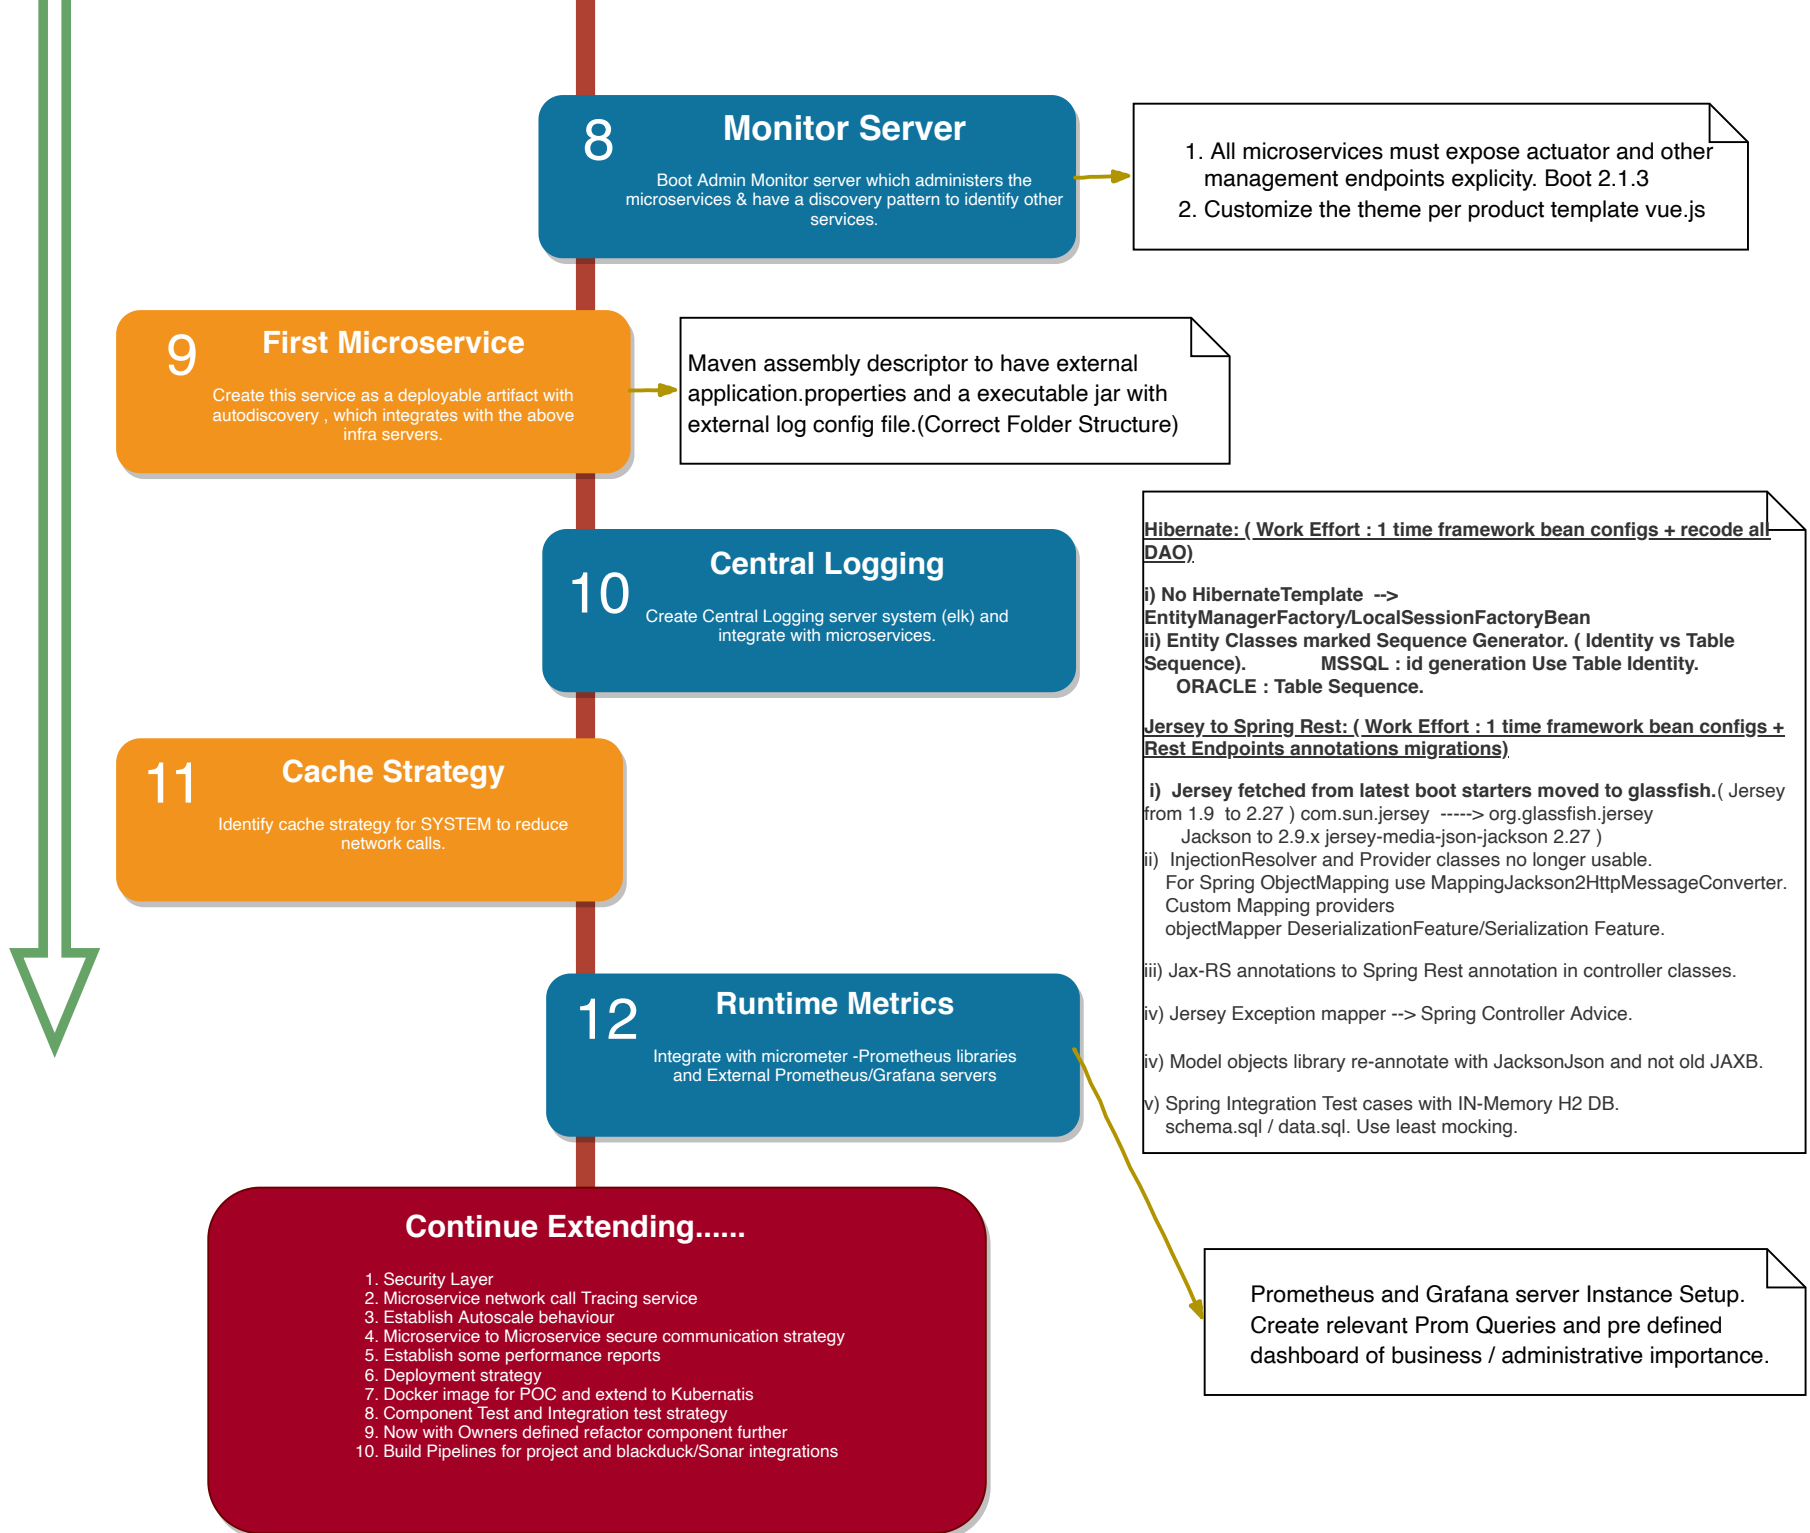 8
Monitor Server
Boot Admin Monitor server which administers the
microservices & have a discovery pattern to identify other
services.
1. All microservices must expose actuator and other
management endpoints explicity. Boot 2.1.3
2. Customize the theme per product template vue.js
9
First Microservice
Create this service as a deployable artifact with
autodiscovery , which integrates with the above
infra servers.
Maven assembly descriptor to have external
application.properties and a executable jar with
external log config file.(Correct Folder Structure)
10
Central Logging
Create Central Logging server system (elk) and
integrate with microservices.
Hibernate: ( Work Effort : 1 time framework bean configs + recode all
DAO)
i) No HibernateTemplate -->
EntityManagerFactory/LocalSessionFactoryBean
ii) Entity Classes marked Sequence Generator. ( Identity vs Table
Sequence). MSSQL : id generation Use Table Identity.
ORACLE : Table Sequence.
Jersey to Spring Rest: ( Work Effort : 1 time framework bean configs +
Rest Endpoints annotations migrations)
i) Jersey fetched from latest boot starters moved to glassfish.( Jersey
from 1.9 to 2.27 ) com.sun.jersey -----> org.glassfish.jersey
Jackson to 2.9.x jersey-media-json-jackson 2.27 )
ii) InjectionResolver and Provider classes no longer usable.
For Spring ObjectMapping use MappingJackson2HttpMessageConverter.
Custom Mapping providers
objectMapper DeserializationFeature/Serialization Feature.
iii) Jax-RS annotations to Spring Rest annotation in controller classes.
iv) Jersey Exception mapper --> Spring Controller Advice.
iv) Model objects library re-annotate with JacksonJson and not old JAXB.
v) Spring Integration Test cases with IN-Memory H2 DB.
schema.sql / data.sql. Use least mocking.
11
Cache Strategy
Identify cache strategy for SYSTEM to reduce
network calls.
12
Runtime Metrics
Integrate with micrometer -Prometheus libraries
and External Prometheus/Grafana servers
Continue Extending......
1. Security Layer
2. Microservice network call Tracing service
3. Establish Autoscale behaviour
4. Microservice to Microservice secure communication strategy
5. Establish some performance reports
6. Deployment strategy
7. Docker image for POC and extend to Kubernatis
8. Component Test and Integration test strategy
9. Now with Owners defined refactor component further
10. Build Pipelines for project and blackduck/Sonar integrations
Prometheus and Grafana server Instance Setup.
Create relevant Prom Queries and pre defined
dashboard of business / administrative importance.